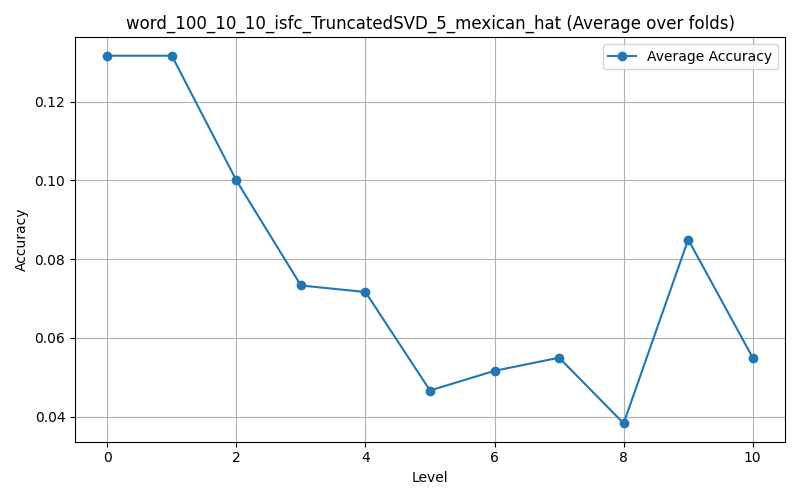 word_100_10_10_isfc_TruncatedSVD_5_mexican_hat (Average over folds)
Average Accuracy
0.12
0.10
0.08
0.06
0.04
Accuracy
0 2 4 6 8 10
Level